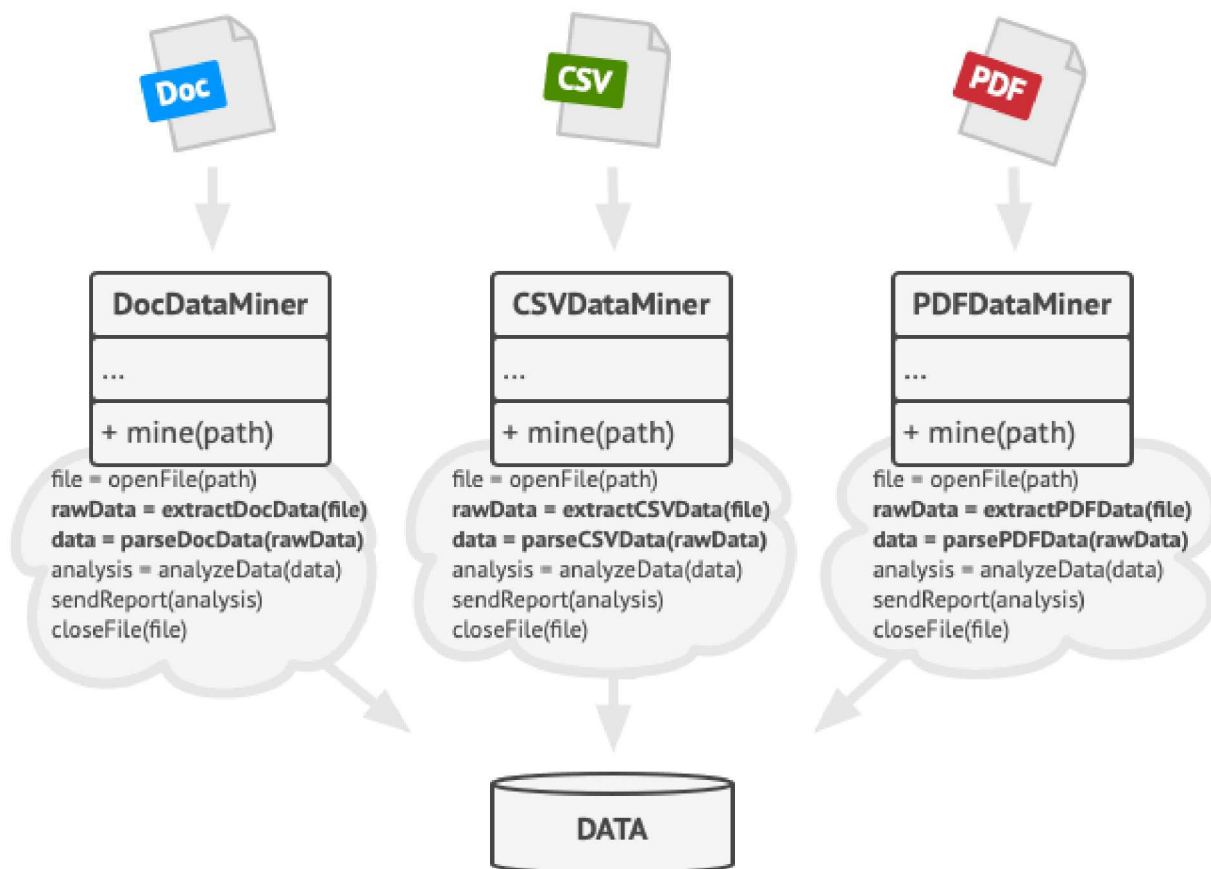 Doc
CSV
PDF
DocDataMiner
...
+ mine(path)
file = openFile(path)
rawData = extractDocData(file)
data = parseDocData(rawData)
analysis = analyzeData(data)
sendReport(analysis)
closeFile(file)
CSVDataMiner
...
+ mine(path)
file = openFile(path)
rawData = extractCSVData(file)
data = parseCSVData(rawData)
analysis = analyzeData(data)
sendReport(analysis)
closeFile(file)
PDFDataMiner
...
+ mine(path)
file = openFile(path)
rawData = extractPDFData(file)
data = parsePDFData(rawData)
analysis = analyzeData(data)
sendReport(analysis)
closeFile(file)
DATA